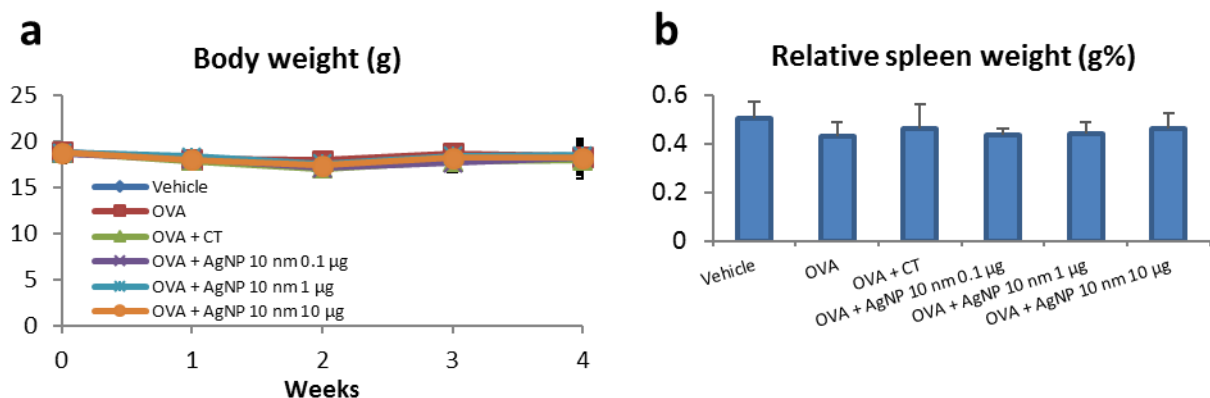 a
Body weight (g)
25
20
15
10
5
0
Vehicle
OVA
OVA + CT
OVA + AgNP 10 nm 0.1 µg
OVA + AgNP 10 nm 1 µg
OVA + AgNP 10 nm 10 µg
0 1 2 3 4
Weeks
b
Relative spleen weight (g%)
0.6
0.4
0.2
0
Vehicle
OVA
OVA + CT
OVA + AgNP 10 nm 0.1 µg
OVA + AgNP 10 nm 1 µg
OVA + AgNP 10 nm 10 µg